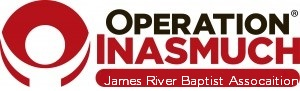 OPERATION®
INASMUCH
James River Baptist Assocaition